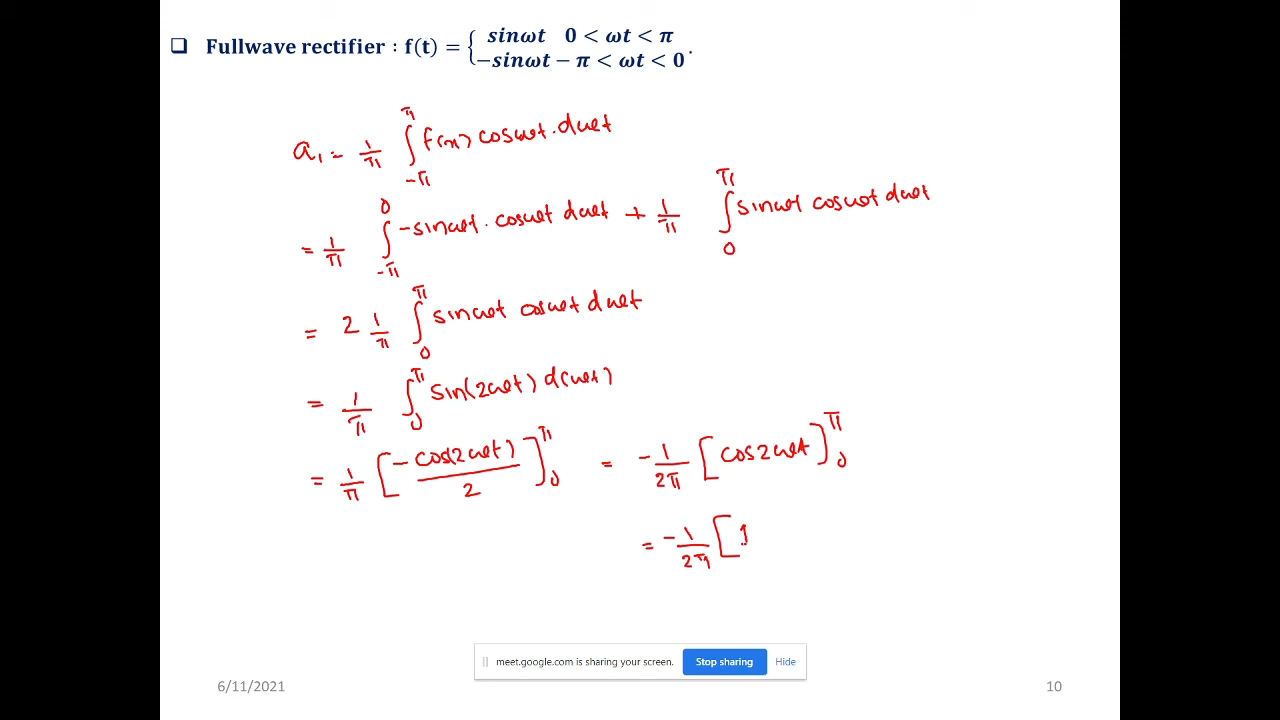 ❑ Fullwave rectifier : f(t) = { sinωt 0 < ωt < π
−sinωt − π < ωt < 0 .
a₁ = 1/π ∫_{-π}^{π} f(x) cosωt . dωt
= 1/π ∫_{-π}^{0} -sinωt . cosωt dωt + 1/π ∫_{0}^{π} sinωt cosωt dωt
= 2 1/π ∫_{0}^{π} sinωt cosωt dωt
= 1/π ∫_{0}^{π} sin(2ωt) d(ωt)
= 1/π [ -cos(2ωt) / 2 ]_{0}^{π} = -1/2π [ cos2ωt ]_{0}^{π}
= -1/2π [ 1
meet.google.com is sharing your screen. Stop sharing Hide
6/11/2021 10